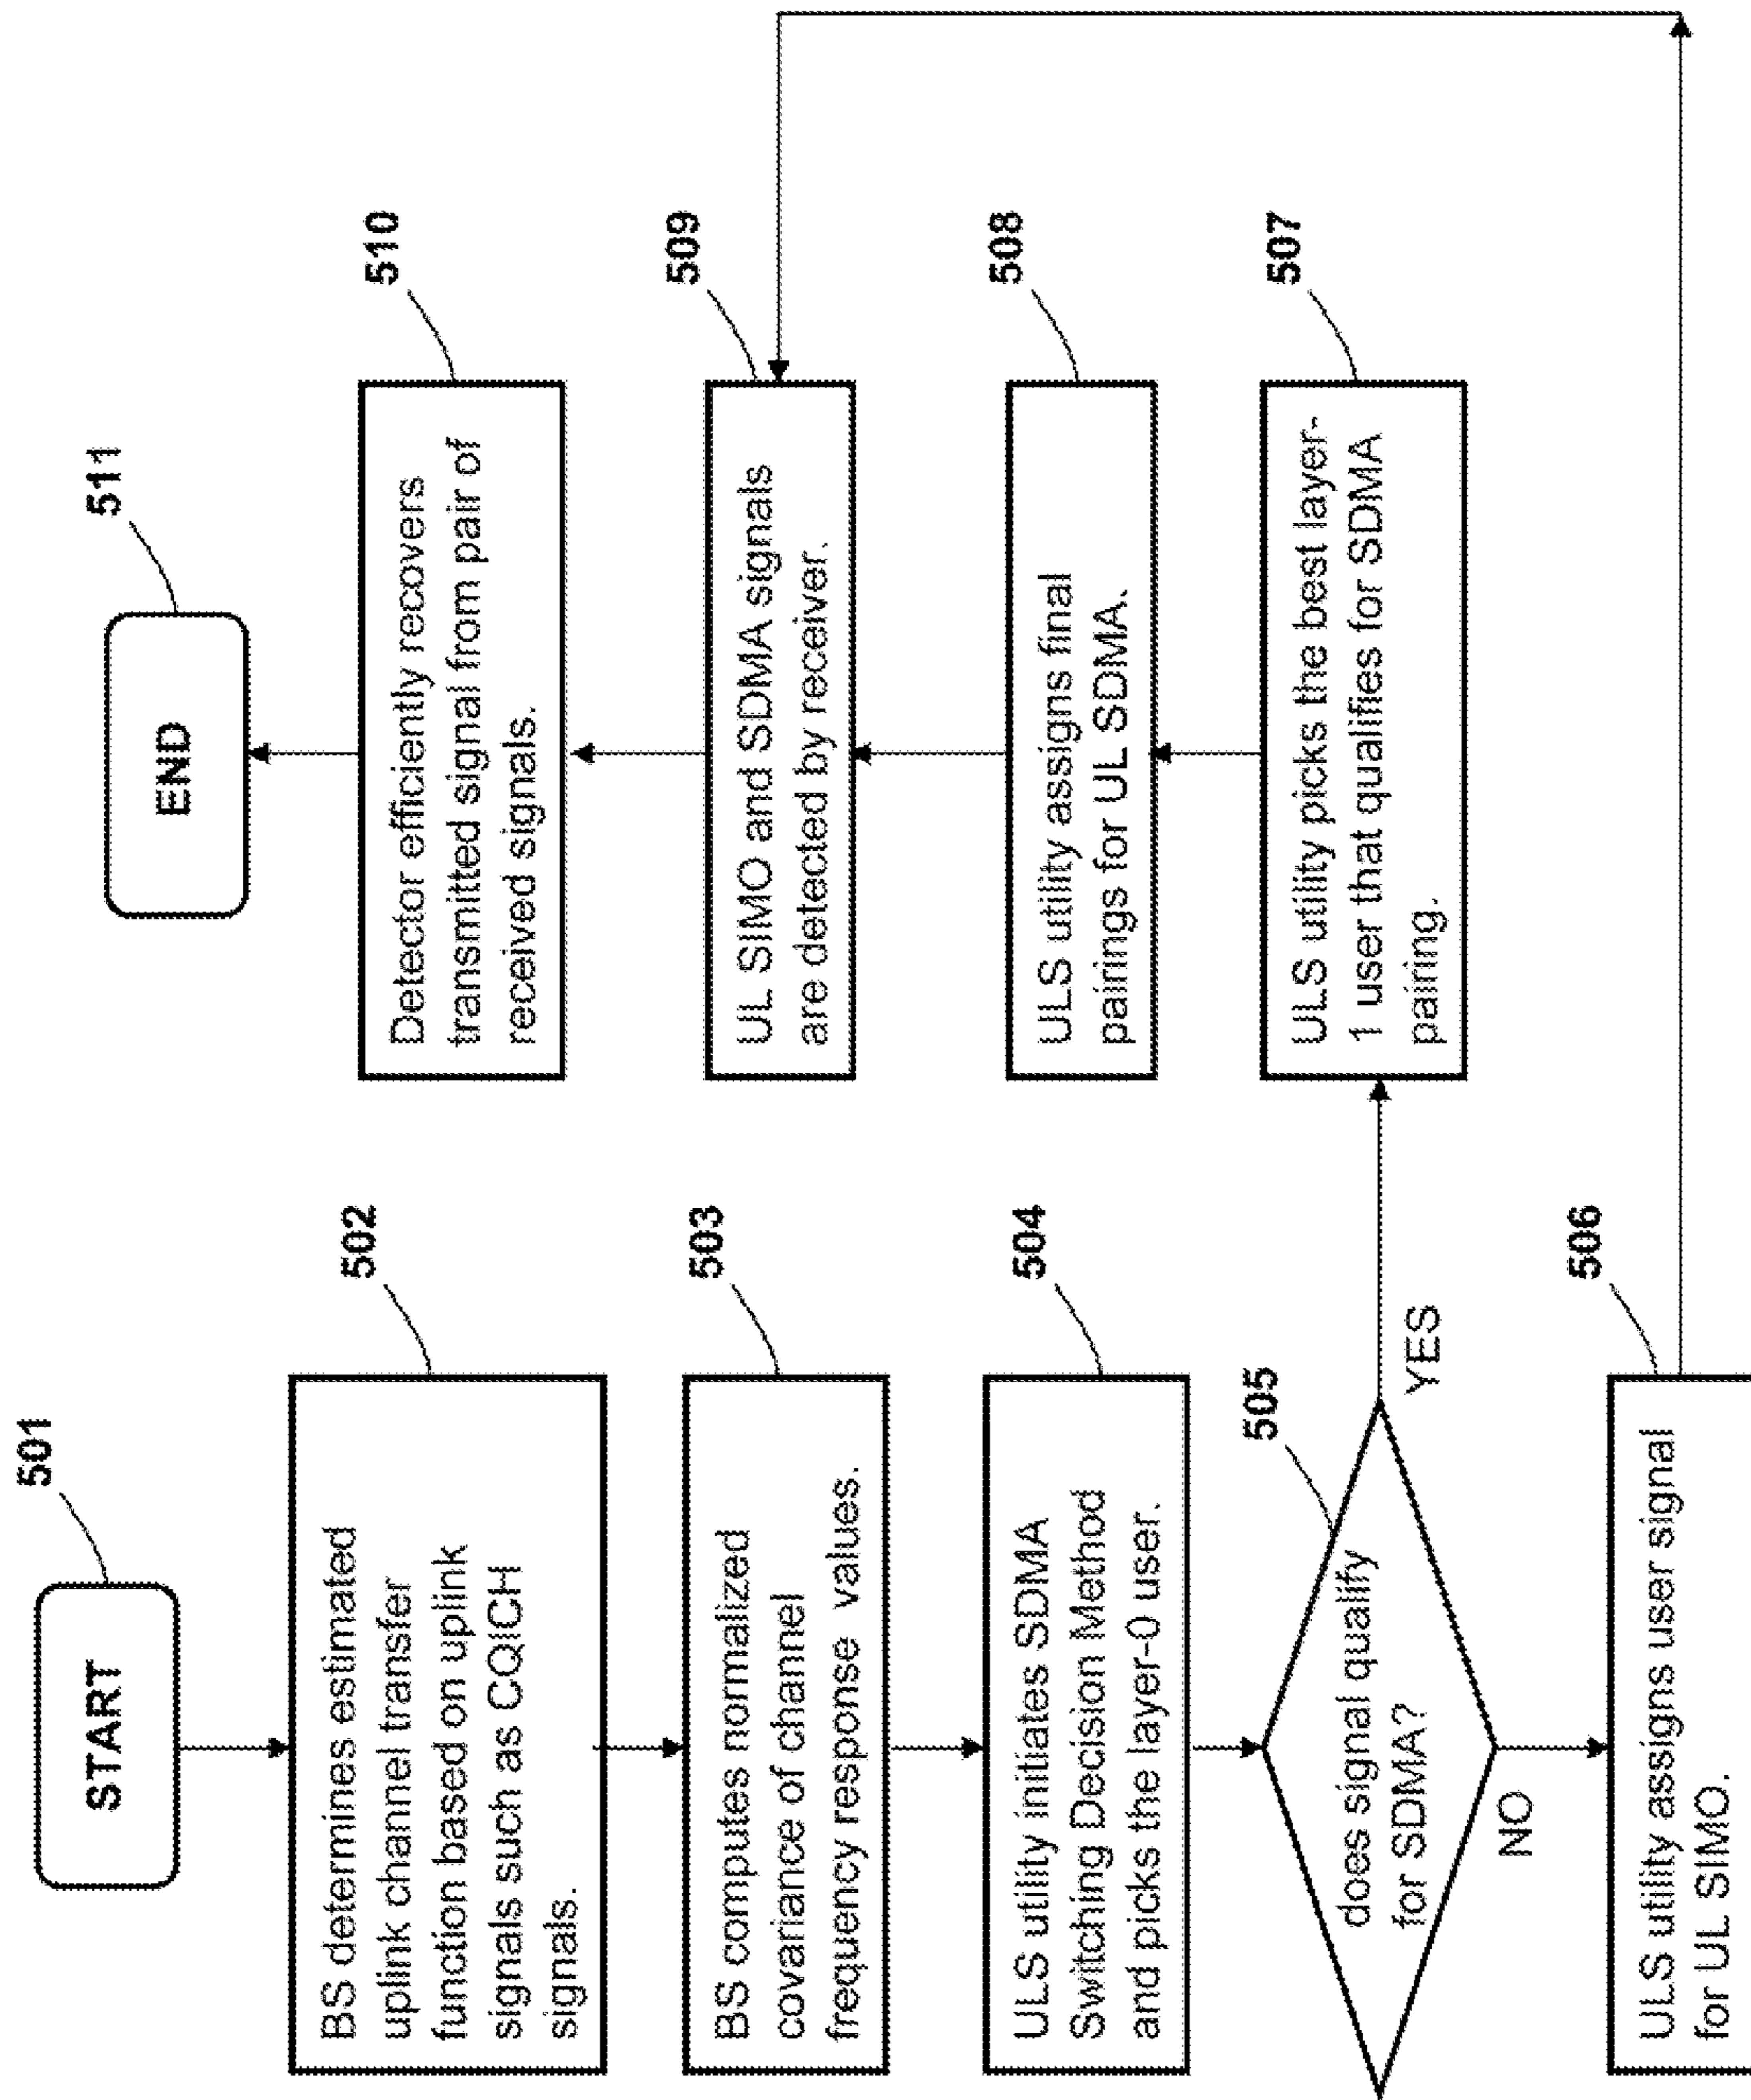 START
501
BS determines estimated
uplink channel transfer
function based on uplink
signals such as CQICH
signals.
502
BS computes normalized
covariance of channel
frequency response values.
503
ULS utility initiates SDMA
Switching Decision Method
and picks the layer-0 user.
504
does signal qualify
for SDMA?
505
YES
NO
ULS utility assigns user signal
for UL SIMO.
506
ULS utility picks the best layer-
1 user that qualifies for SDMA
pairing.
507
ULS utility assigns final
pairings for UL SDMA.
508
UL SIMO and SDMA signals
are detected by receiver.
509
Detector efficiently recovers
transmitted signal from pair of
received signals.
510
END
511